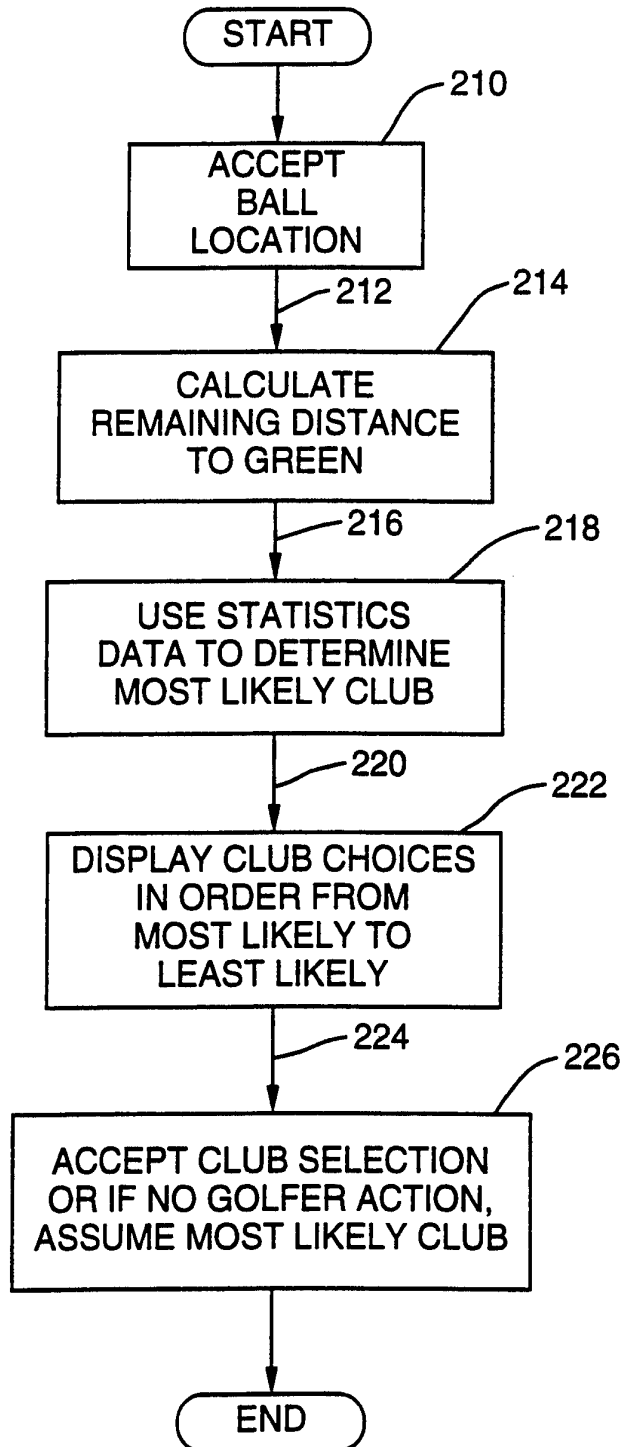 START
210
ACCEPT
BALL
LOCATION
212
214
CALCULATE
REMAINING DISTANCE
TO GREEN
216
218
USE STATISTICS
DATA TO DETERMINE
MOST LIKELY CLUB
220
222
DISPLAY CLUB CHOICES
IN ORDER FROM
MOST LIKELY TO
LEAST LIKELY
224
226
ACCEPT CLUB SELECTION
OR IF NO GOLFER ACTION,
ASSUME MOST LIKELY CLUB
END